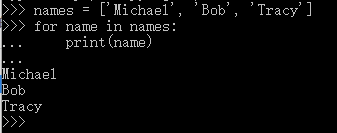 >>> names = ['Michael', 'Bob', 'Tracy']
>>> for name in names:
...     print(name)
...
Michael
Bob
Tracy
>>>